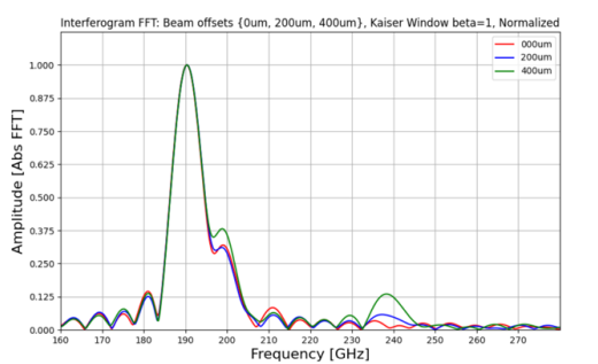 Interferogram FFT: Beam offsets {0um, 200um, 400um}, Kaiser Window beta=1, Normalized
000um
200um
400um
Amplitude [Abs FFT]
1.000
0.875
0.750
0.625
0.500
0.375
0.250
0.125
0.000
160 170 180 190 200 210 220 230 240 250 260 270
Frequency [GHz]